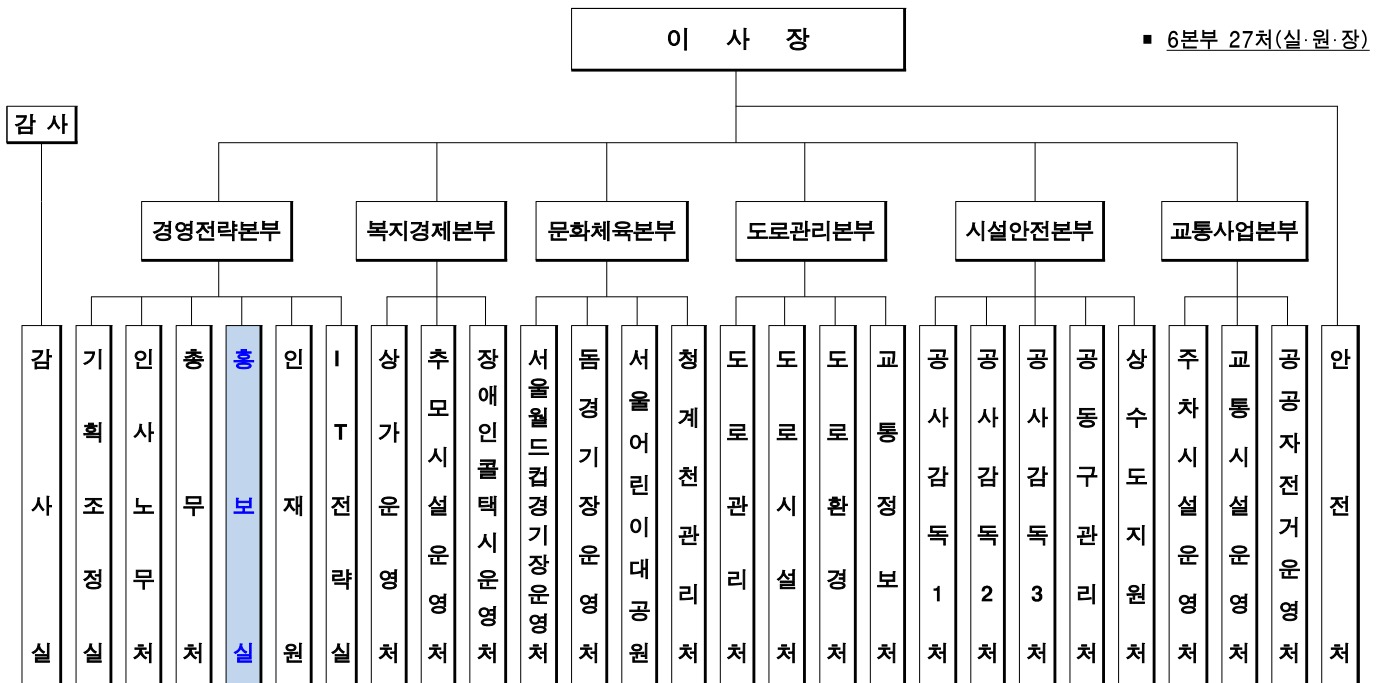 이 사 장
▪ 6본부 27처(실·원·장)
감 사
경영전략본부
복지경제본부
문화체육본부
도로관리본부
시설안전본부
교통사업본부
감사실
기획조정실
인사노무처
총무처
홍보실
인재원
IT전략실
상가운영처
추모시설운영처
장애인콜택시운영처
서울월드컵경기장운영처
돔경기장운영처
서울어린이대공원
청계천관리처
도로관리처
도로시설처
도로환경처
교통정보처
공사감독1처
공사감독2처
공사감독3처
공동구관리처
상수도지원처
주차시설운영처
교통시설운영처
공공자전거운영처
안전처